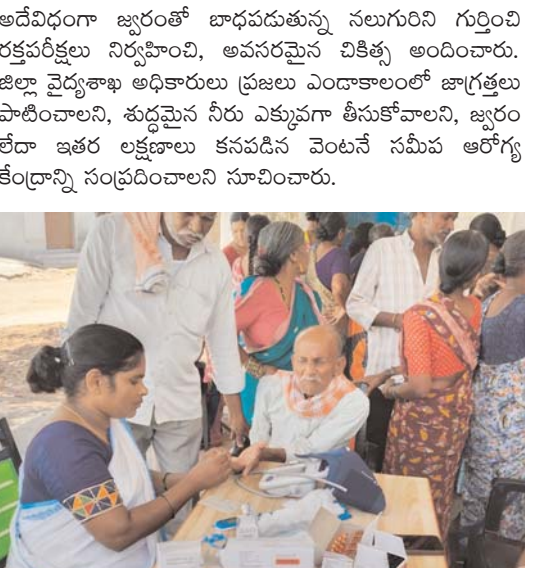 అదేవిధంగా జ్వరంతో బాధపడుతున్న నలుగురిని గుర్తించి
రక్తపరీక్షలు నిర్వహించి, అవసరమైన చికిత్స అందించారు.
జిల్లా వైద్యశాఖ అధికారులు ప్రజలు ఎండాకాలంలో జాగ్రత్తలు
పాటించాలని, శుద్ధమైన నీరు ఎక్కువగా తీసుకోవాలని, జ్వరం
లేదా ఇతర లక్షణాలు కనపడిన వెంటనే సమీప ఆరోగ్య
కేంద్రాన్ని సంప్రదించాలని సూచించారు.